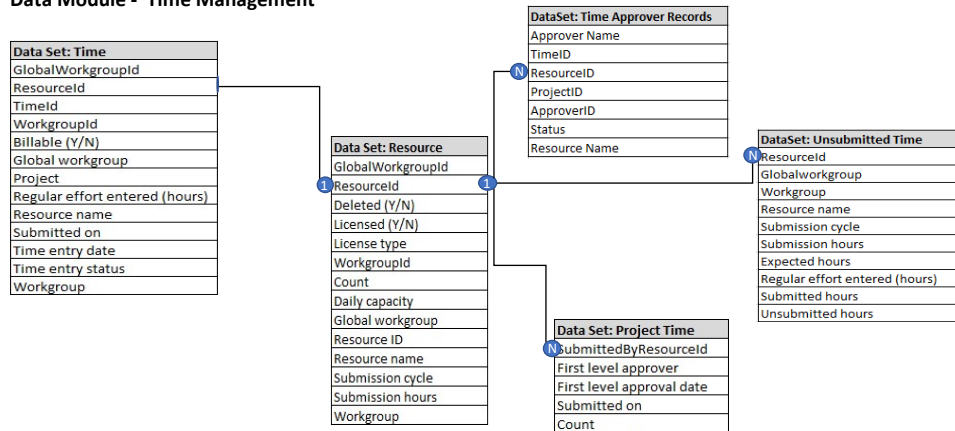 Data Module - Time Management
Data Set: Time
GlobalWorkgroupId
ResourceId
TimeId
WorkgroupId
Billable (Y/N)
Global workgroup
Project
Regular effort entered (hours)
Resource name
Submitted on
Time entry date
Time entry status
Workgroup
1
Data Set: Resource
GlobalWorkgroupId
ResourceId
Deleted (Y/N)
Licensed (Y/N)
License type
WorkgroupId
Count
Daily capacity
Global workgroup
Resource ID
Resource name
Submission cycle
Submission hours
Workgroup
1
DataSet: Time Approver Records
Approver Name
TimeID
N
ResourceID
ProjectID
ApproverID
Status
Resource Name
DataSet: Unsubmitted Time
N
ResourceId
Globalworkgroup
Workgroup
Resource name
Submission cycle
Submission hours
Expected hours
Regular effort entered (hours)
Submitted hours
Unsubmitted hours
Data Set: Project Time
N
SubmittedByResourceId
First level approver
First level approval date
Submitted on
Count